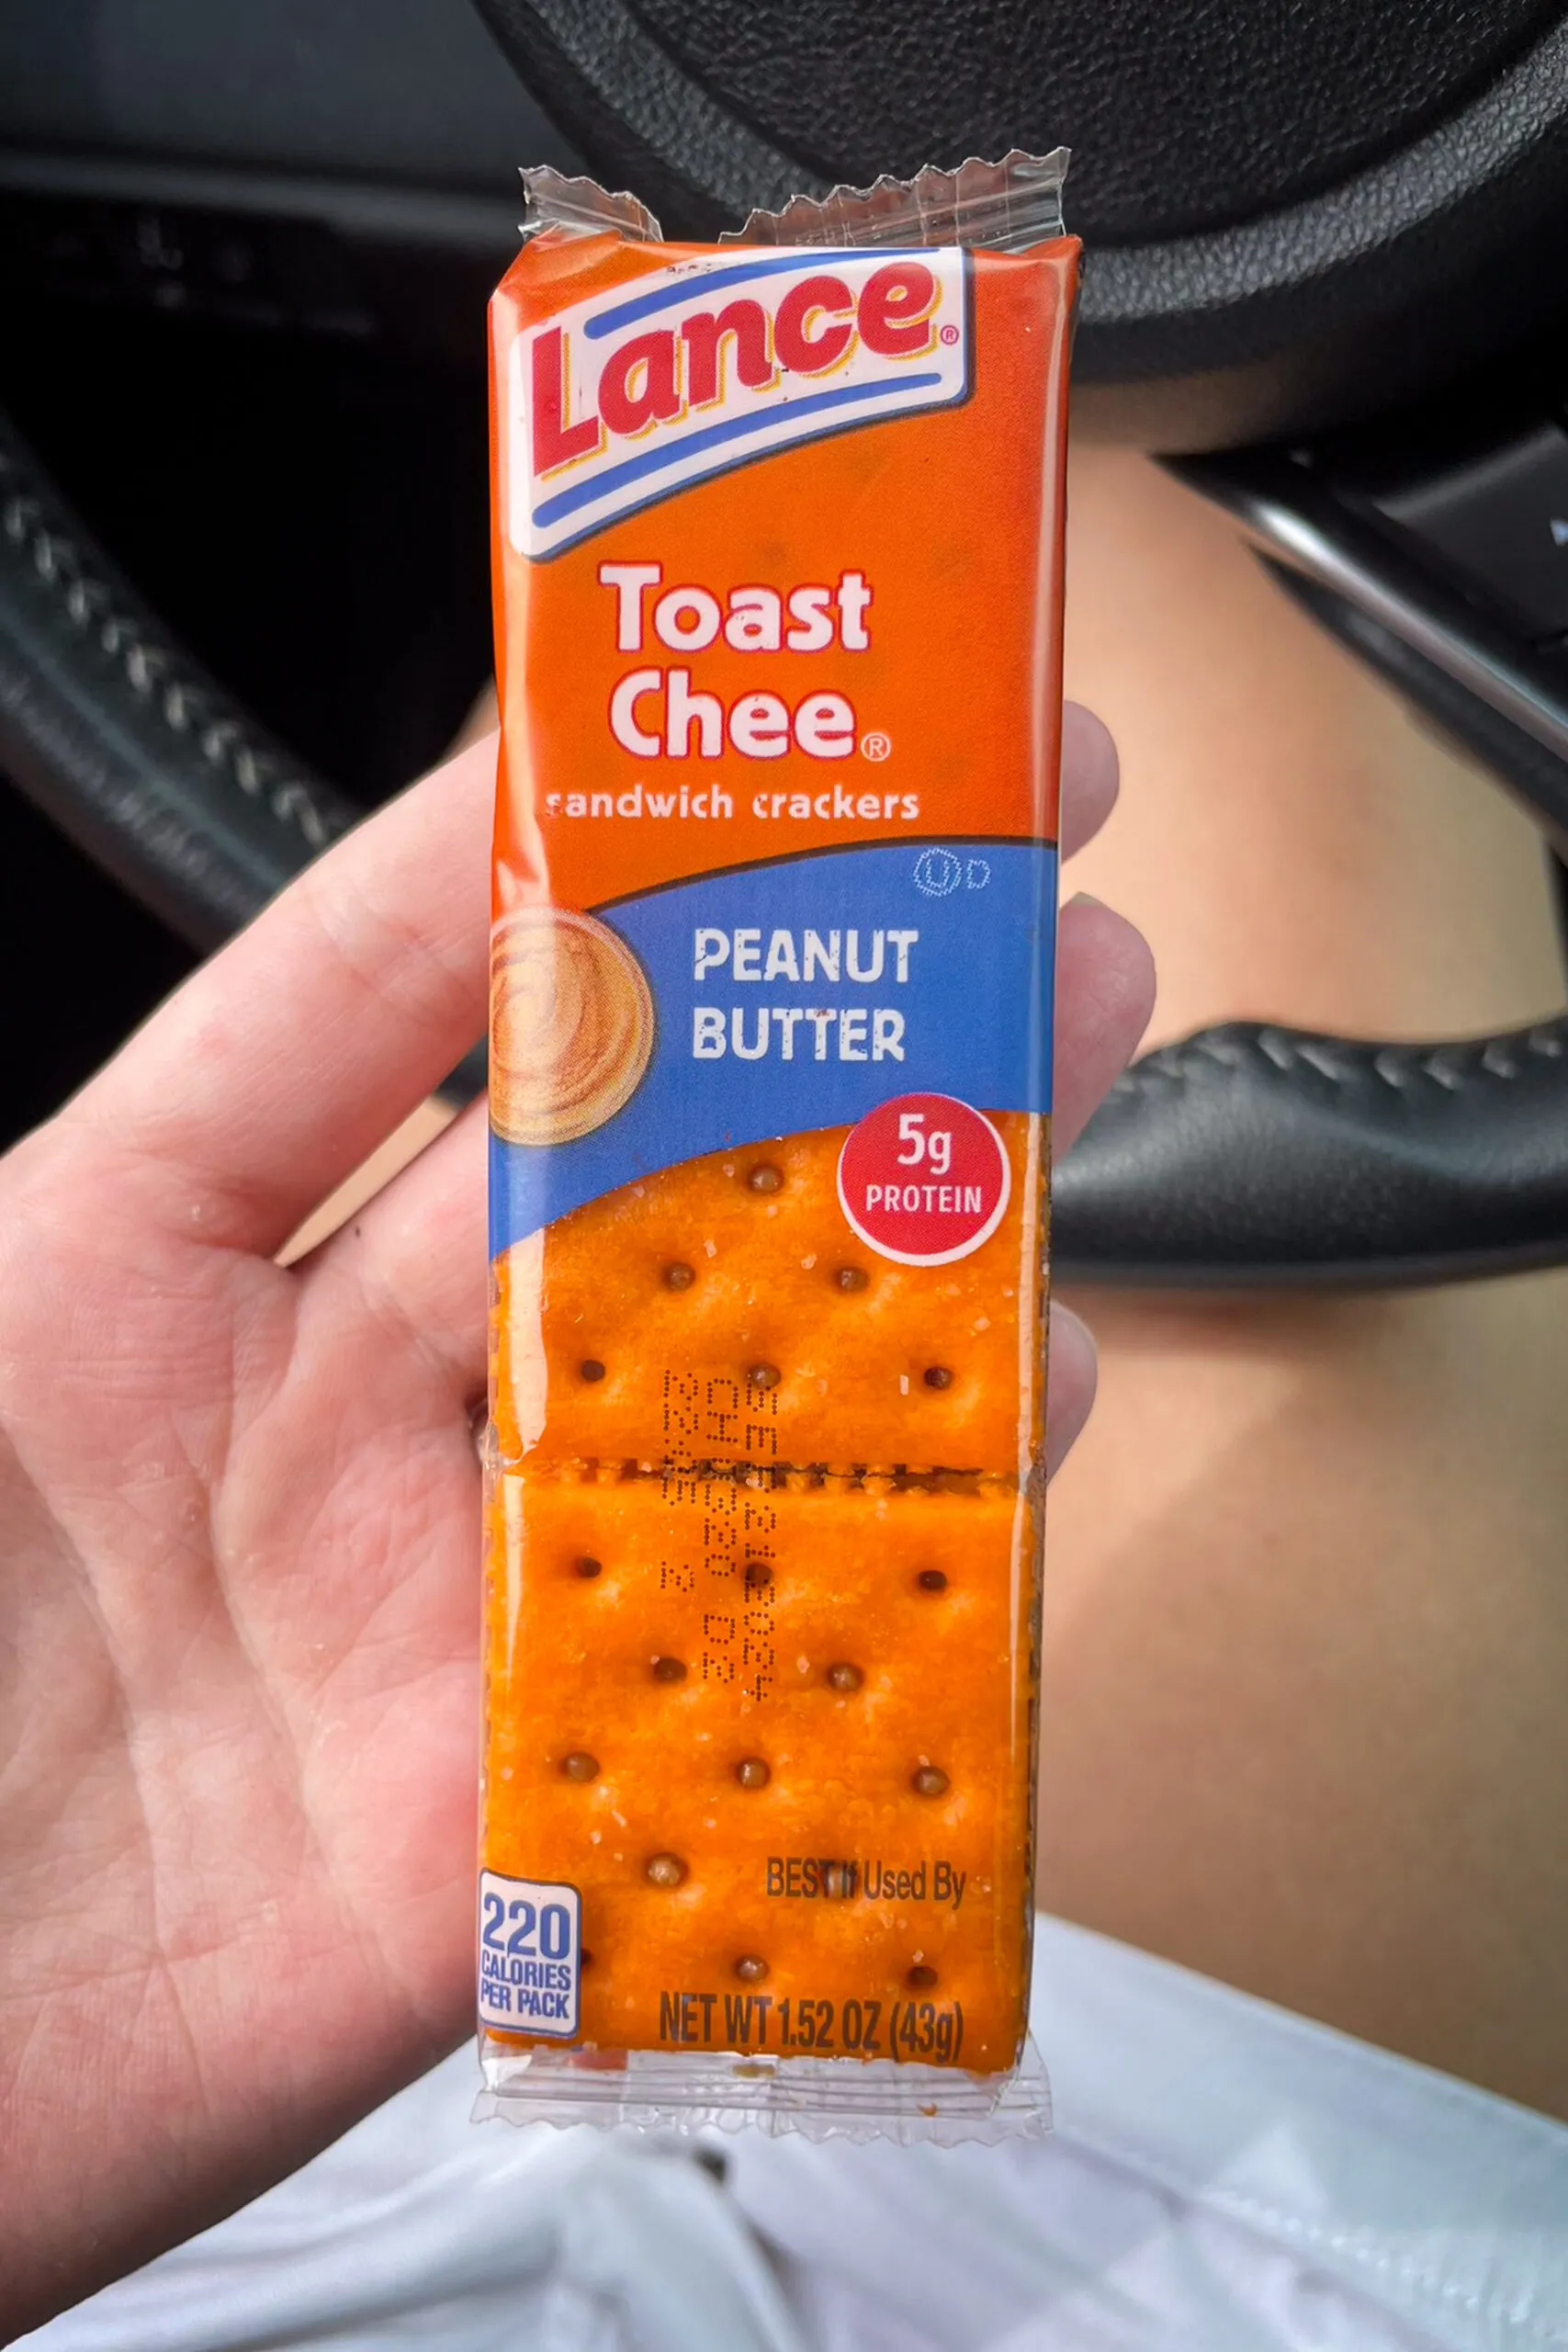 Lance®
Toast
Chee®
sandwich crackers
U D
PEANUT
BUTTER
5g
PROTEIN
BEST If Used By
220
CALORIES
PER PACK
NET WT 1.52 OZ (43g)